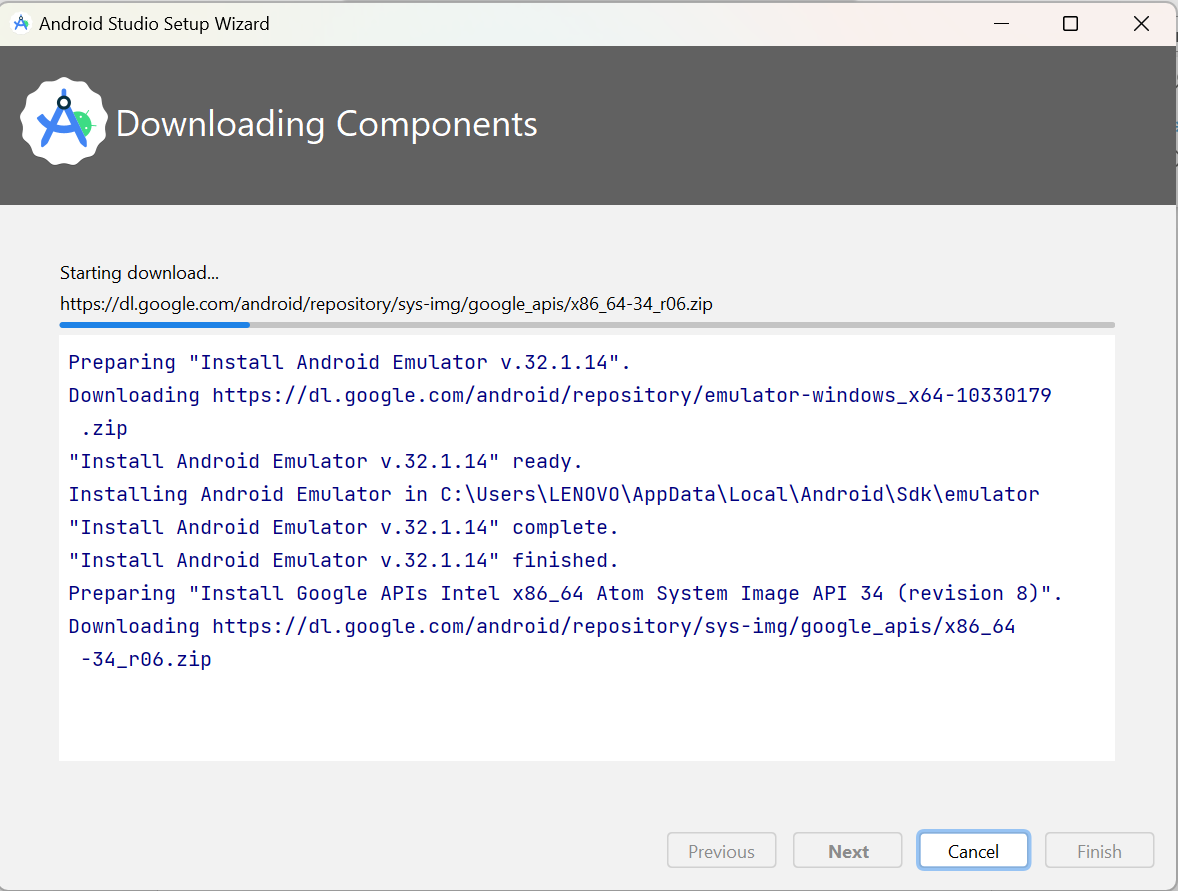 Android Studio Setup Wizard
Downloading Components
Starting download...
https://dl.google.com/android/repository/sys-img/google_apis/x86_64-34_r06.zip
Preparing "Install Android Emulator v.32.1.14".
Downloading https://dl.google.com/android/repository/emulator-windows_x64-10330179
.zip
"Install Android Emulator v.32.1.14" ready.
Installing Android Emulator in C:\Users\LENOVO\AppData\Local\Android\Sdk\emulator
"Install Android Emulator v.32.1.14" complete.
"Install Android Emulator v.32.1.14" finished.
Preparing "Install Google APIs Intel x86_64 Atom System Image API 34 (revision 8)".
Downloading https://dl.google.com/android/repository/sys-img/google_apis/x86_64
-34_r06.zip
Previous Next Cancel Finish